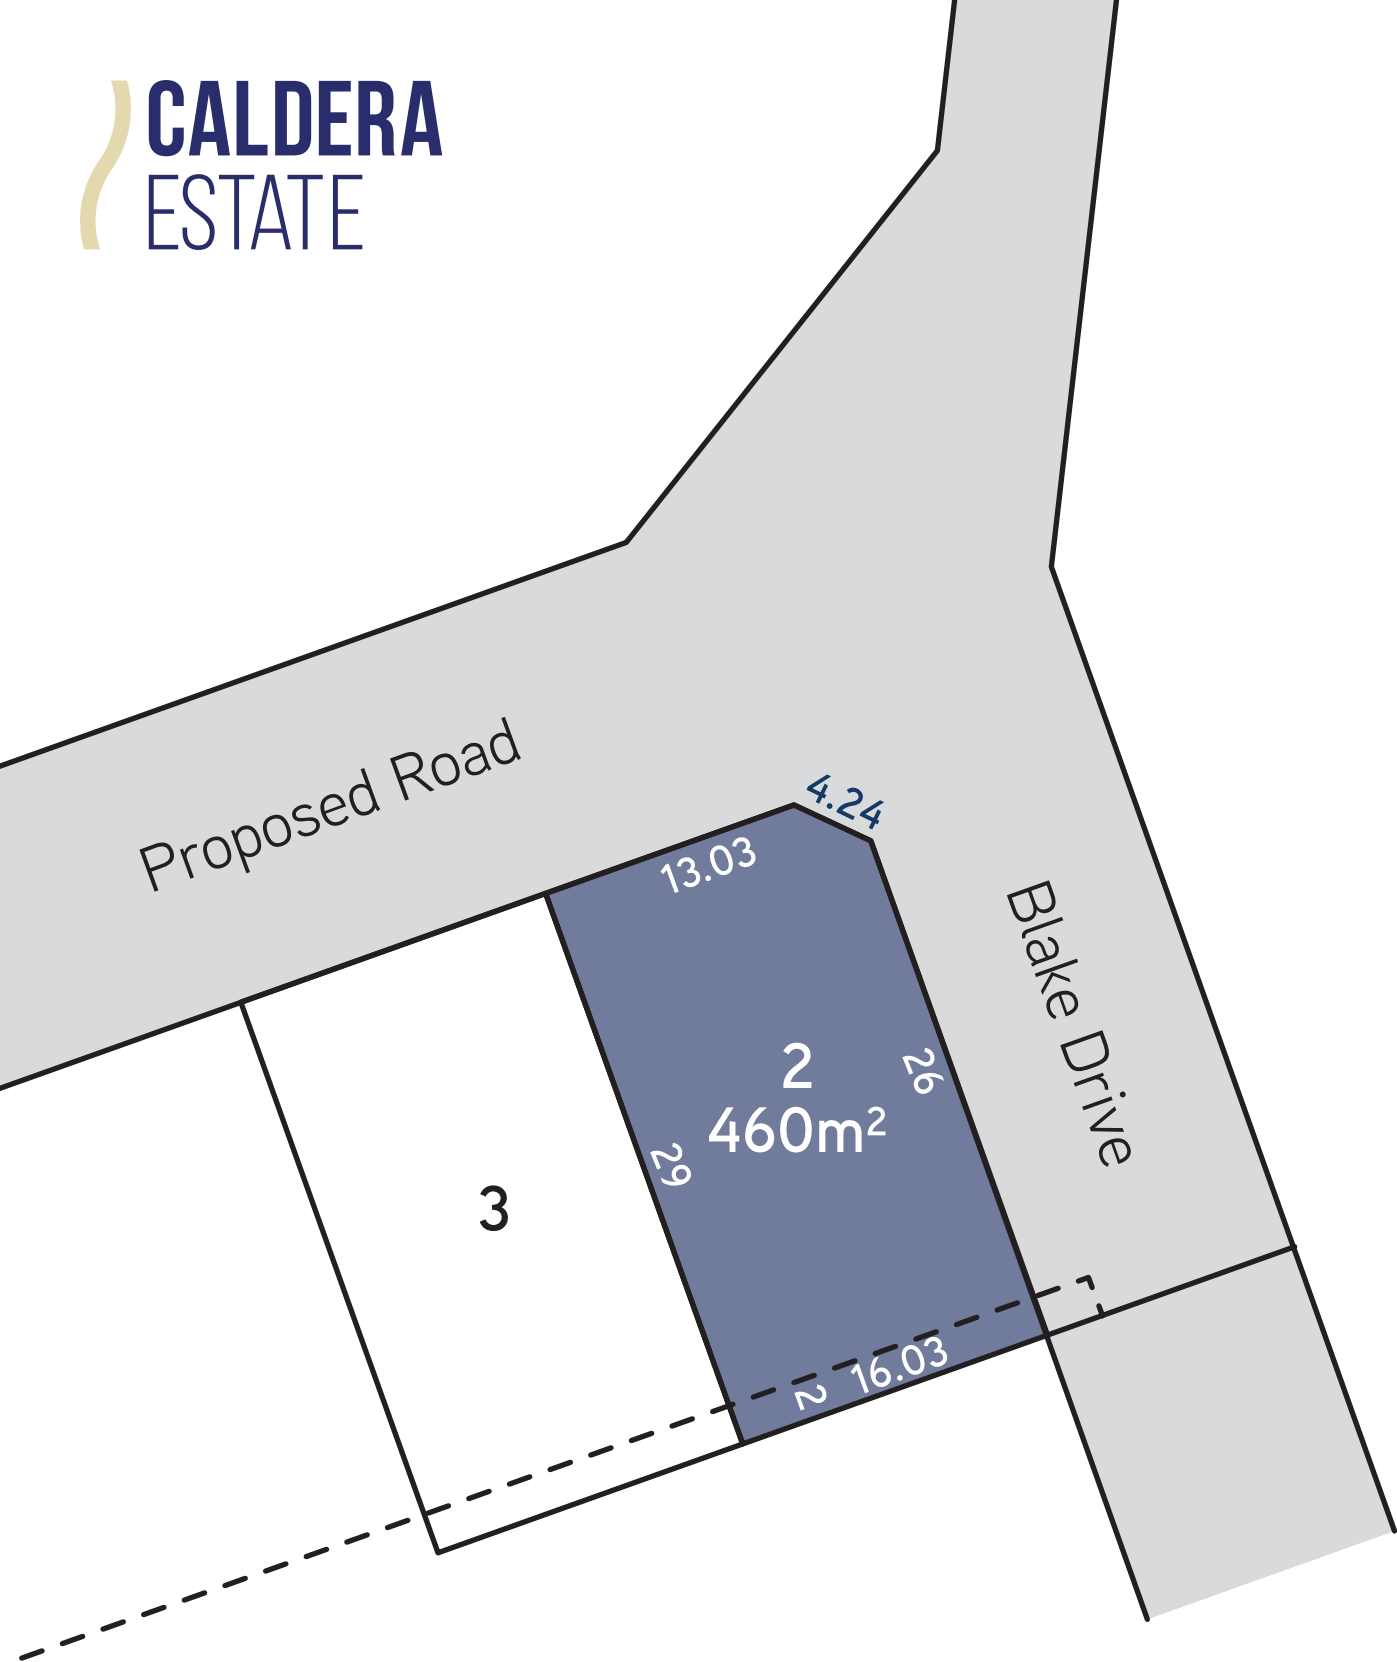 CALDERA
ESTATE
Proposed Road
4.24
13.03
Blake Drive
2
460m²
26
29
3
2
16.03